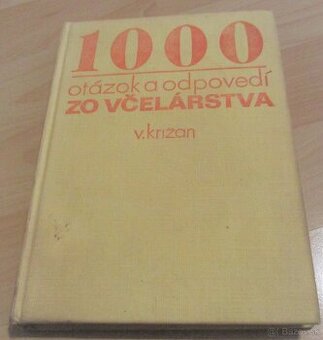 1000
otázok a odpovedí
ZO VČELÁRSTVA
v. križan